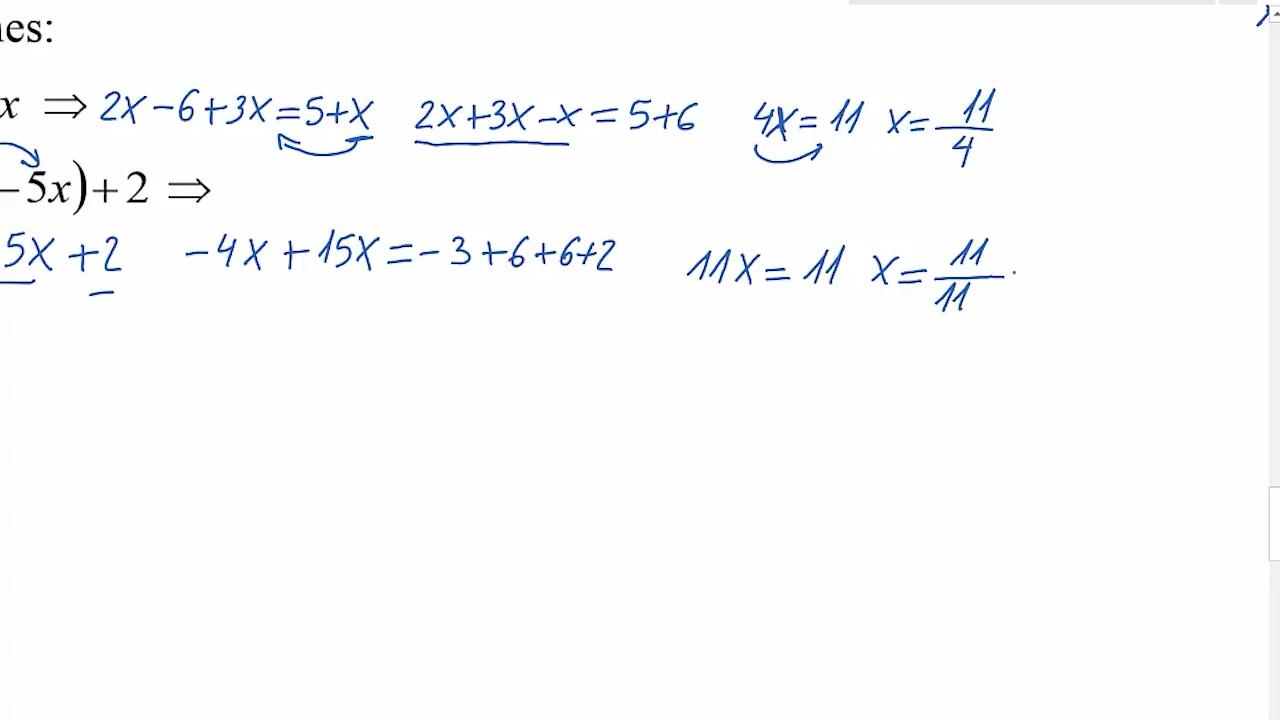 nes:
x ⇒ 2x-6+3x=5+x 2x+3x-x=5+6 4x=11 x=11/4
-5x)+2 ⇒
5x+2 -4x+15x=-3+6+6+2 11x=11 x=11/11